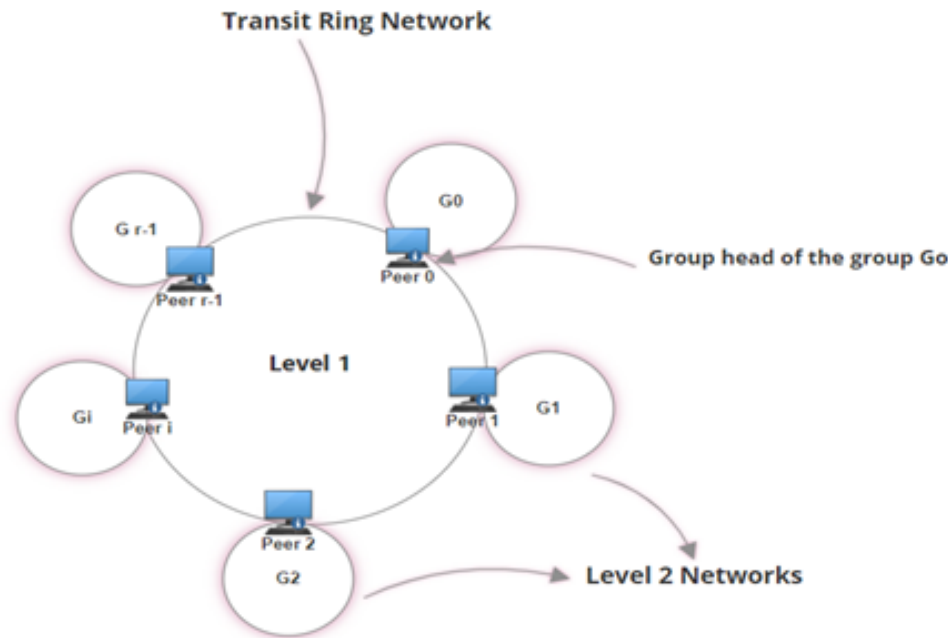 Transit Ring Network
G0
G r-1
Peer 0
Group head of the group Go
Peer r-1
Level 1
G1
Gi
Peer 1
Peer i
Peer 2
G2
Level 2 Networks